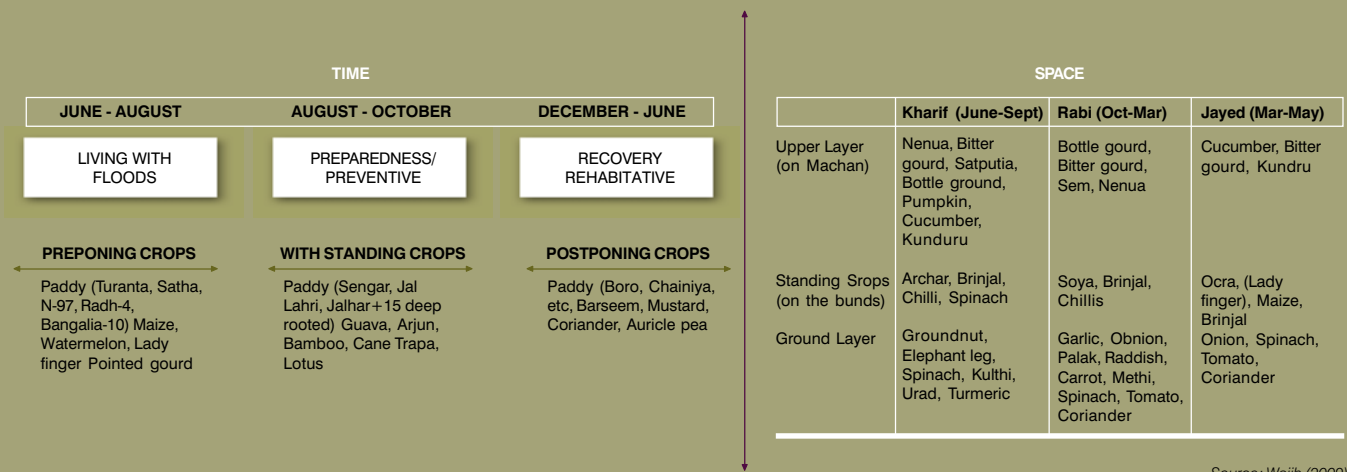 TIME
JUNE - AUGUST
AUGUST - OCTOBER
DECEMBER - JUNE
LIVING WITH
FLOODS
PREPAREDNESS/
PREVENTIVE
RECOVERY
REHABILITATIVE
PREPONING CROPS
Paddy (Turanta, Satha,
N-97, Radh-4,
Bangalia-10) Maize,
Watermelon, Lady
finger Pointed gourd
WITH STANDING CROPS
Paddy (Sengar, Jal
Lahri, Jalhar+15 deep
rooted) Guava, Arjun,
Bamboo, Cane Trapa,
Lotus
POSTPONING CROPS
Paddy (Boro, Chainiya,
etc, Barseem, Mustard,
Coriander, Auricle pea
SPACE
Kharif (June-Sept)
Rabi (Oct-Mar)
Jayed (Mar-May)
Upper Layer
(on Machan)
Nenua, Bitter
gourd, Satputia,
Bottle ground,
Pumpkin,
Cucumber,
Kunduru
Bottle gourd,
Bitter gourd,
Sem, Nenua
Cucumber, Bitter
gourd, Kundru
Standing Srops
(on the bunds)
Archar, Brinjal,
Chilli, Spinach
Soya, Brinjal,
Chillis
Ocra, (Lady
finger), Maize,
Brinjal
Ground Layer
Groundnut,
Elephant leg,
Spinach, Kulthi,
Urad, Turmeric
Garlic, Obnion,
Palak, Raddish,
Carrot, Methi,
Spinach, Tomato,
Coriander
Onion, Spinach,
Tomato,
Coriander
Source: